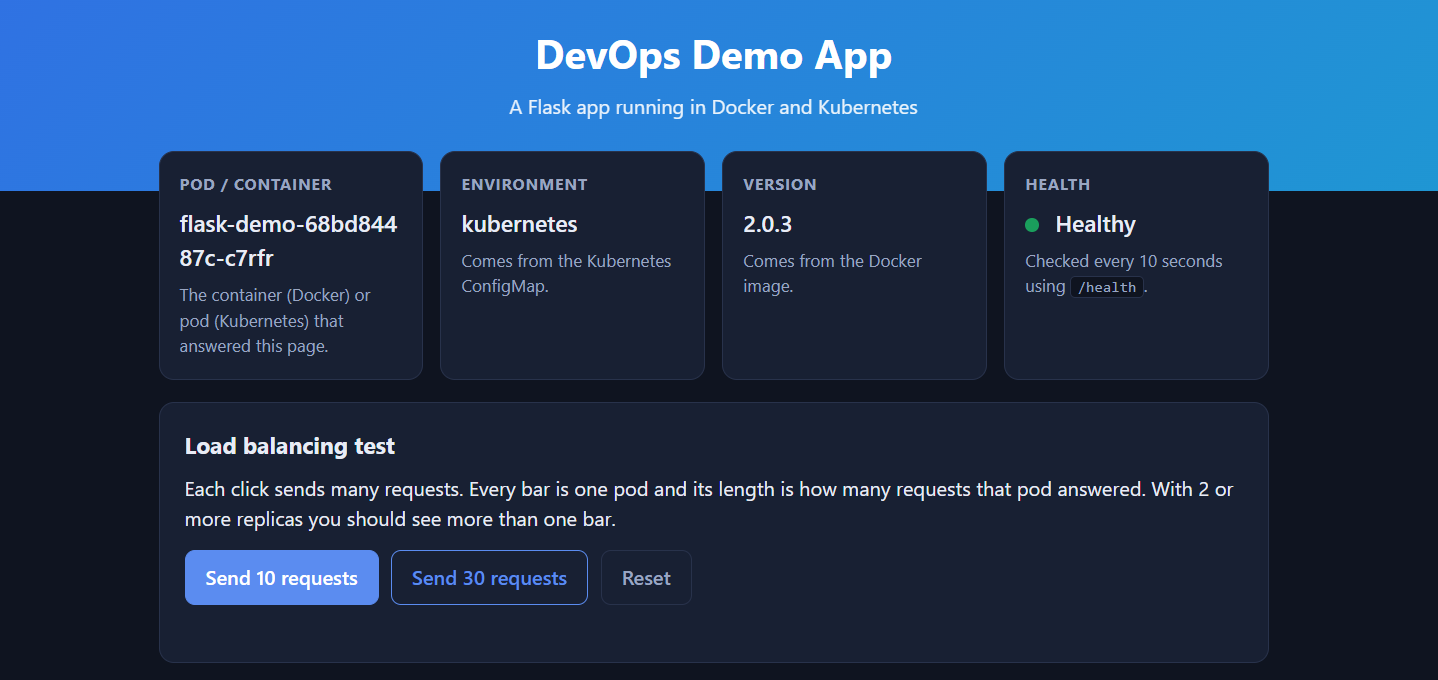 DevOps Demo App
A Flask app running in Docker and Kubernetes
POD / CONTAINER
flask-demo-68bd844
87c-c7rfr
The container (Docker) or
pod (Kubernetes) that
answered this page.
ENVIRONMENT
kubernetes
Comes from the Kubernetes
ConfigMap.
VERSION
2.0.3
Comes from the Docker
image.
HEALTH
Healthy
Checked every 10 seconds
using /health.
Load balancing test
Each click sends many requests. Every bar is one pod and its length is how many requests that pod answered. With 2 or
more replicas you should see more than one bar.
Send 10 requests
Send 30 requests
Reset